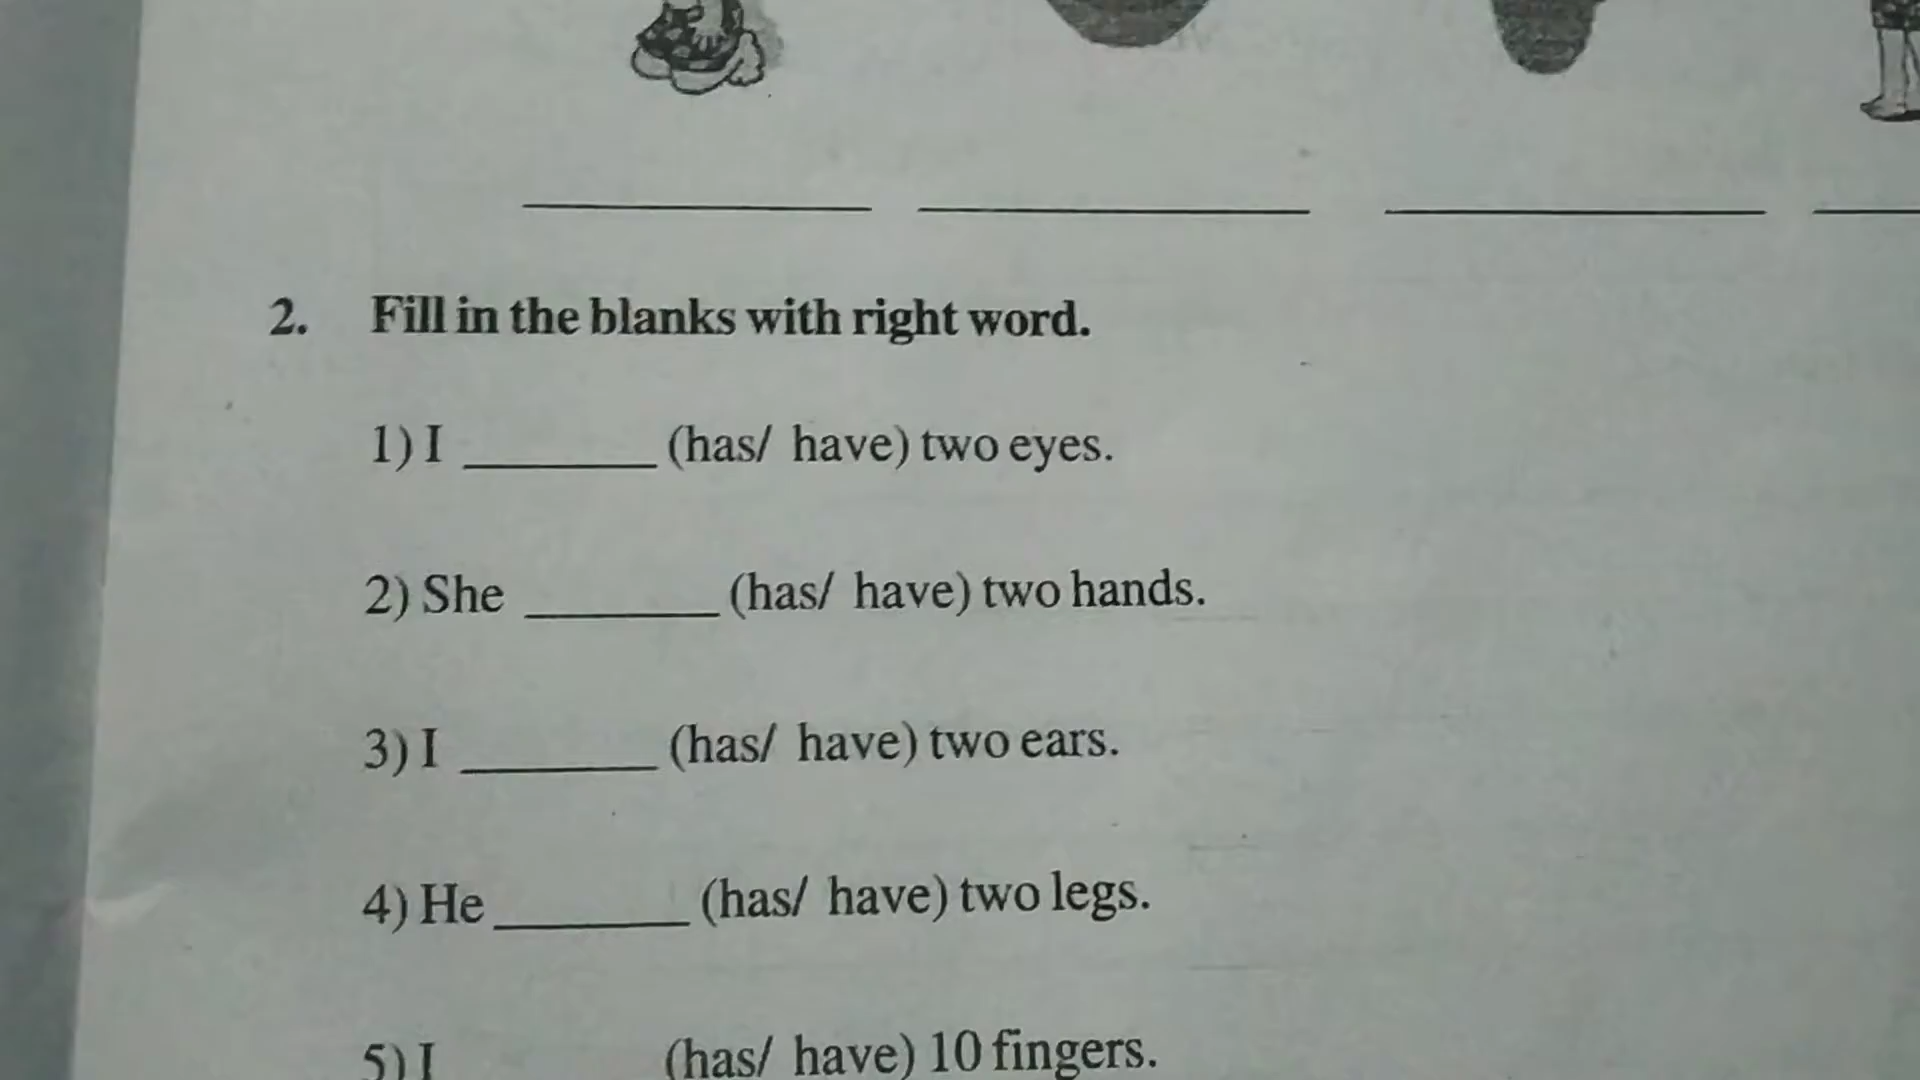 2. Fill in the blanks with right word.
1) I ________ (has/ have) two eyes.
2) She ________ (has/ have) two hands.
3) I ________ (has/ have) two ears.
4) He ________ (has/ have) two legs.
5) I (has/ have) 10 fingers.